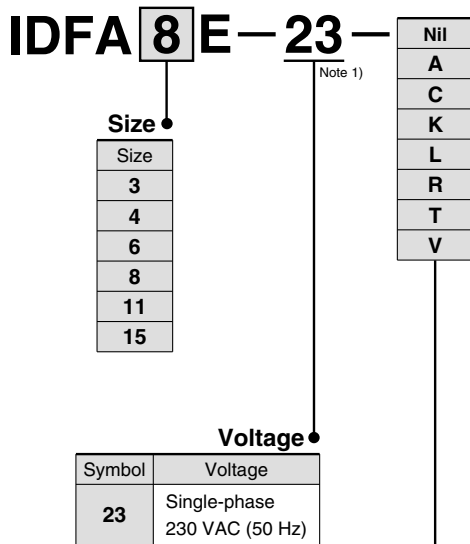 IDFA 8 E — 23 —
Note 1)
Nil
A
C
K
L
R
T
V
Size
Size
3
4
6
8
11
15
Voltage
Symbol Voltage
23 Single-phase
230 VAC (50 Hz)